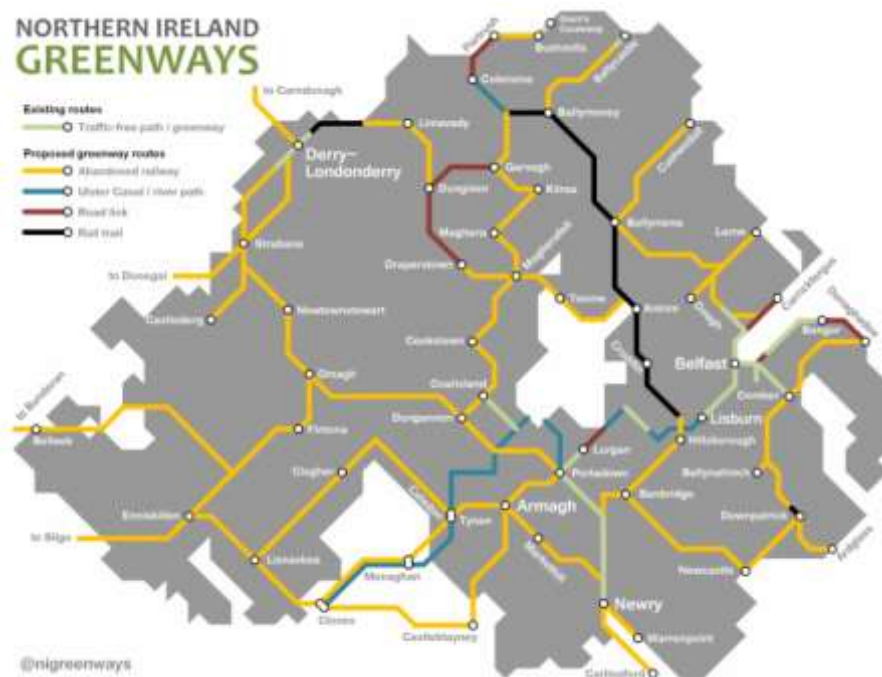 NORTHERN IRELAND
GREENWAYS
Existing routes
Traffic-free path / greenway
Proposed greenway routes
Abandoned railway
Ulster Canal / river path
Road link
Rail trail
to Carndonagh
Portrush
Giant's Causeway
Bushmills
Ballycastle
Coleraine
Ballymoney
Limavady
Derry~
Londonderry
Garvagh
Cushendall
Dungiven
Kilrea
Strabane
Maghera
Magherafelt
Ballymena
Larne
to Donegal
Draperstown
Carrickfergus
Castlederg
Newtownstewart
Toome
Antrim
Doagh
Donaghadee
Bangor
Cookstown
Crumlin
Belfast
Omagh
Coalisland
Comber
to Bundoran
Dungannon
Lisburn
Belleek
Fintona
Lurgan
Hillsborough
Clogher
Portadown
Ballynahinch
Enniskillen
Caledon
Tynan
Armagh
Banbridge
Downpatrick
to Sligo
Lisnaskea
Monaghan
Markethill
Newcastle
Ardglass
Clones
Castleblayney
Newry
Warrenpoint
Carlingford
@nigreenways